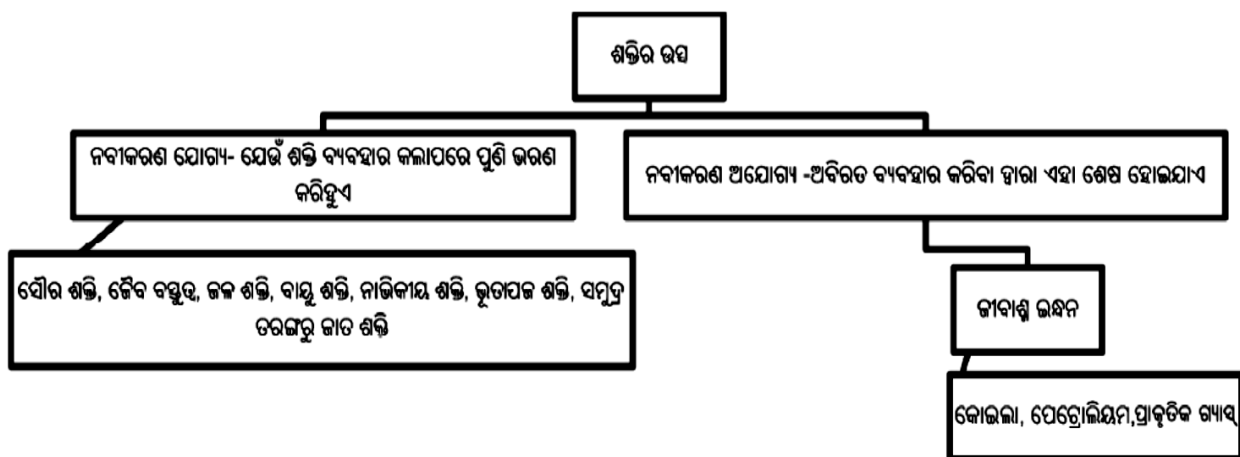 ଶକ୍ତିର ଉତ୍ସ
ନବୀକରଣ ଯୋଗ୍ୟ- ଯେଉଁ ଶକ୍ତି ବ୍ୟବହାର କଲାପରେ ପୁଣି ଭରଣ
କରିହୁଏ
ନବୀକରଣ ଅଯୋଗ୍ୟ -ଅବିରତ ବ୍ୟବହାର କରିବା ଦ୍ୱାରା ଏହା ଶେଷ ହୋଇଯାଏ
ସୌର ଶକ୍ତି, ଜୈବ ବସ୍ତୁତ୍ୱ, ଜଳ ଶକ୍ତି, ବାୟୁ ଶକ୍ତି, ନାଭିକୀୟ ଶକ୍ତି, ଭୂତାପଜ ଶକ୍ତି, ସମୁଦ୍ର
ତରଙ୍ଗରୁ ଜାତ ଶକ୍ତି
ଜୀବାଶ୍ମ ଇନ୍ଧନ
କୋଇଲା, ପେଟ୍ରୋଲିୟମ,ପ୍ରାକୃତିକ ଗ୍ୟାସ୍